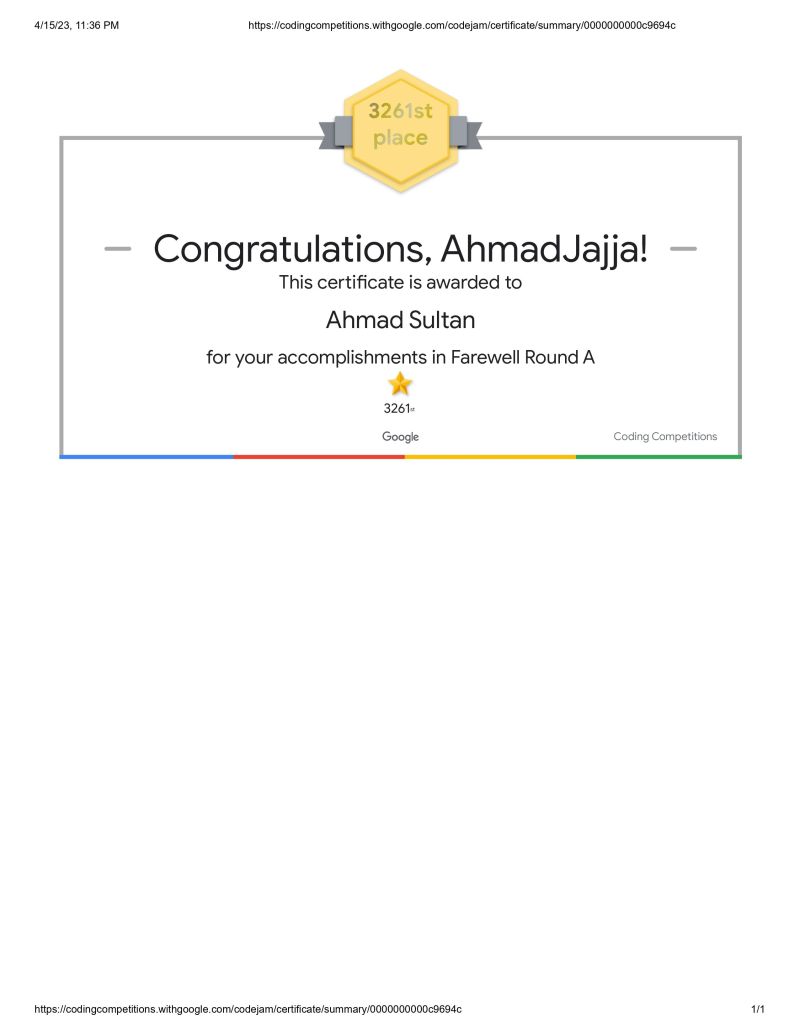 4/15/23, 11:36 PM https://codingcompetitions.withgoogle.com/codejam/certificate/summary/0000000000c9694c
3261st
place
Congratulations, AhmadJajja!
This certificate is awarded to
Ahmad Sultan
for your accomplishments in Farewell Round A
3261st
Google Coding Competitions
https://codingcompetitions.withgoogle.com/codejam/certificate/summary/0000000000c9694c 1/1